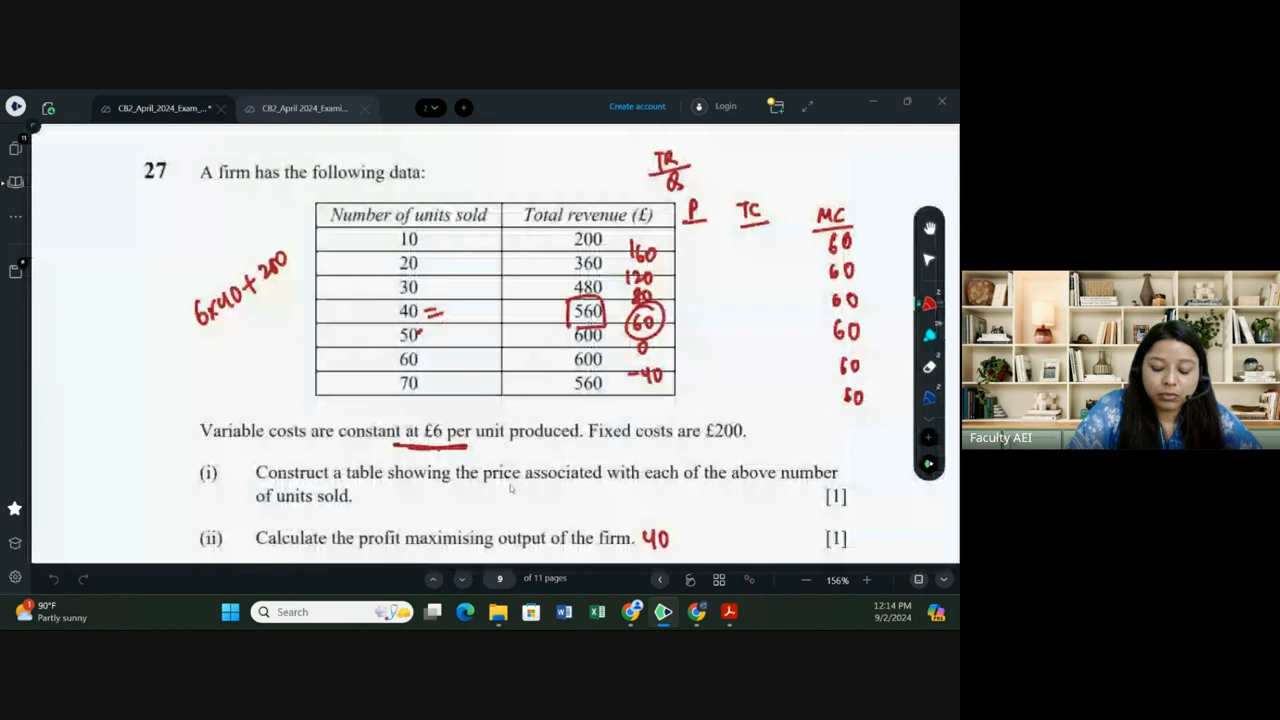 CB2_April_2024_Exam_...*
CB2_April 2024_Exami...
2
Create account
Login
11
27 A firm has the following data:
TR
Qs
Number of units sold Total revenue (£) P TC MC
10 200 60
160
20 360 60
120
30 480 60
80
40 = 560 60
60
50 600 60
0
60 600 60
-40
70 560
6x40+200
Variable costs are constant at £6 per unit produced. Fixed costs are £200.
(i) Construct a table showing the price associated with each of the above number
of units sold. [1]
(ii) Calculate the profit maximising output of the firm. 40 [1]
9 of 11 pages
156%
90°F
Partly sunny
Search
12:14 PM
9/2/2024
Faculty AEI